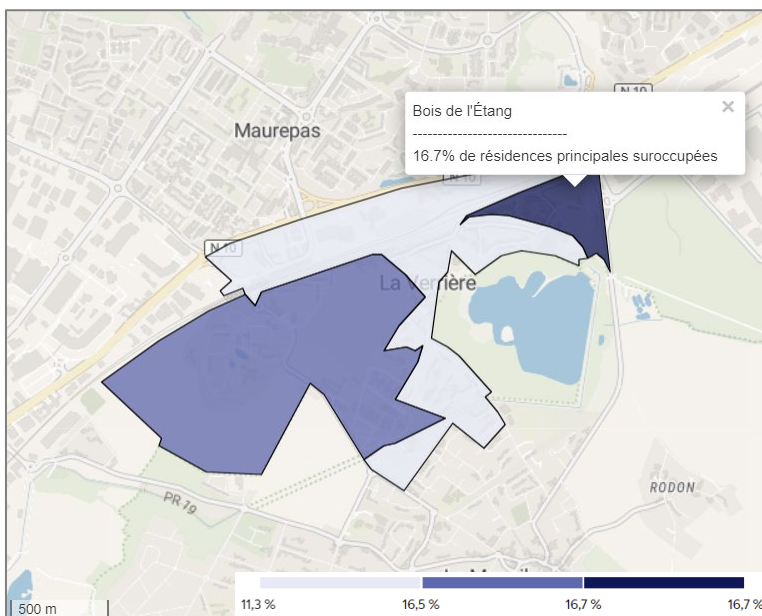 N 10
Bois de l'Étang
×
-------------------------------
Maurepas
16.7% de résidences principales suroccupées
N 10
N 10
La Verrière
RODON
PR 19
500 m
11,3 %
16,5 %
16,7 %
16,7 %